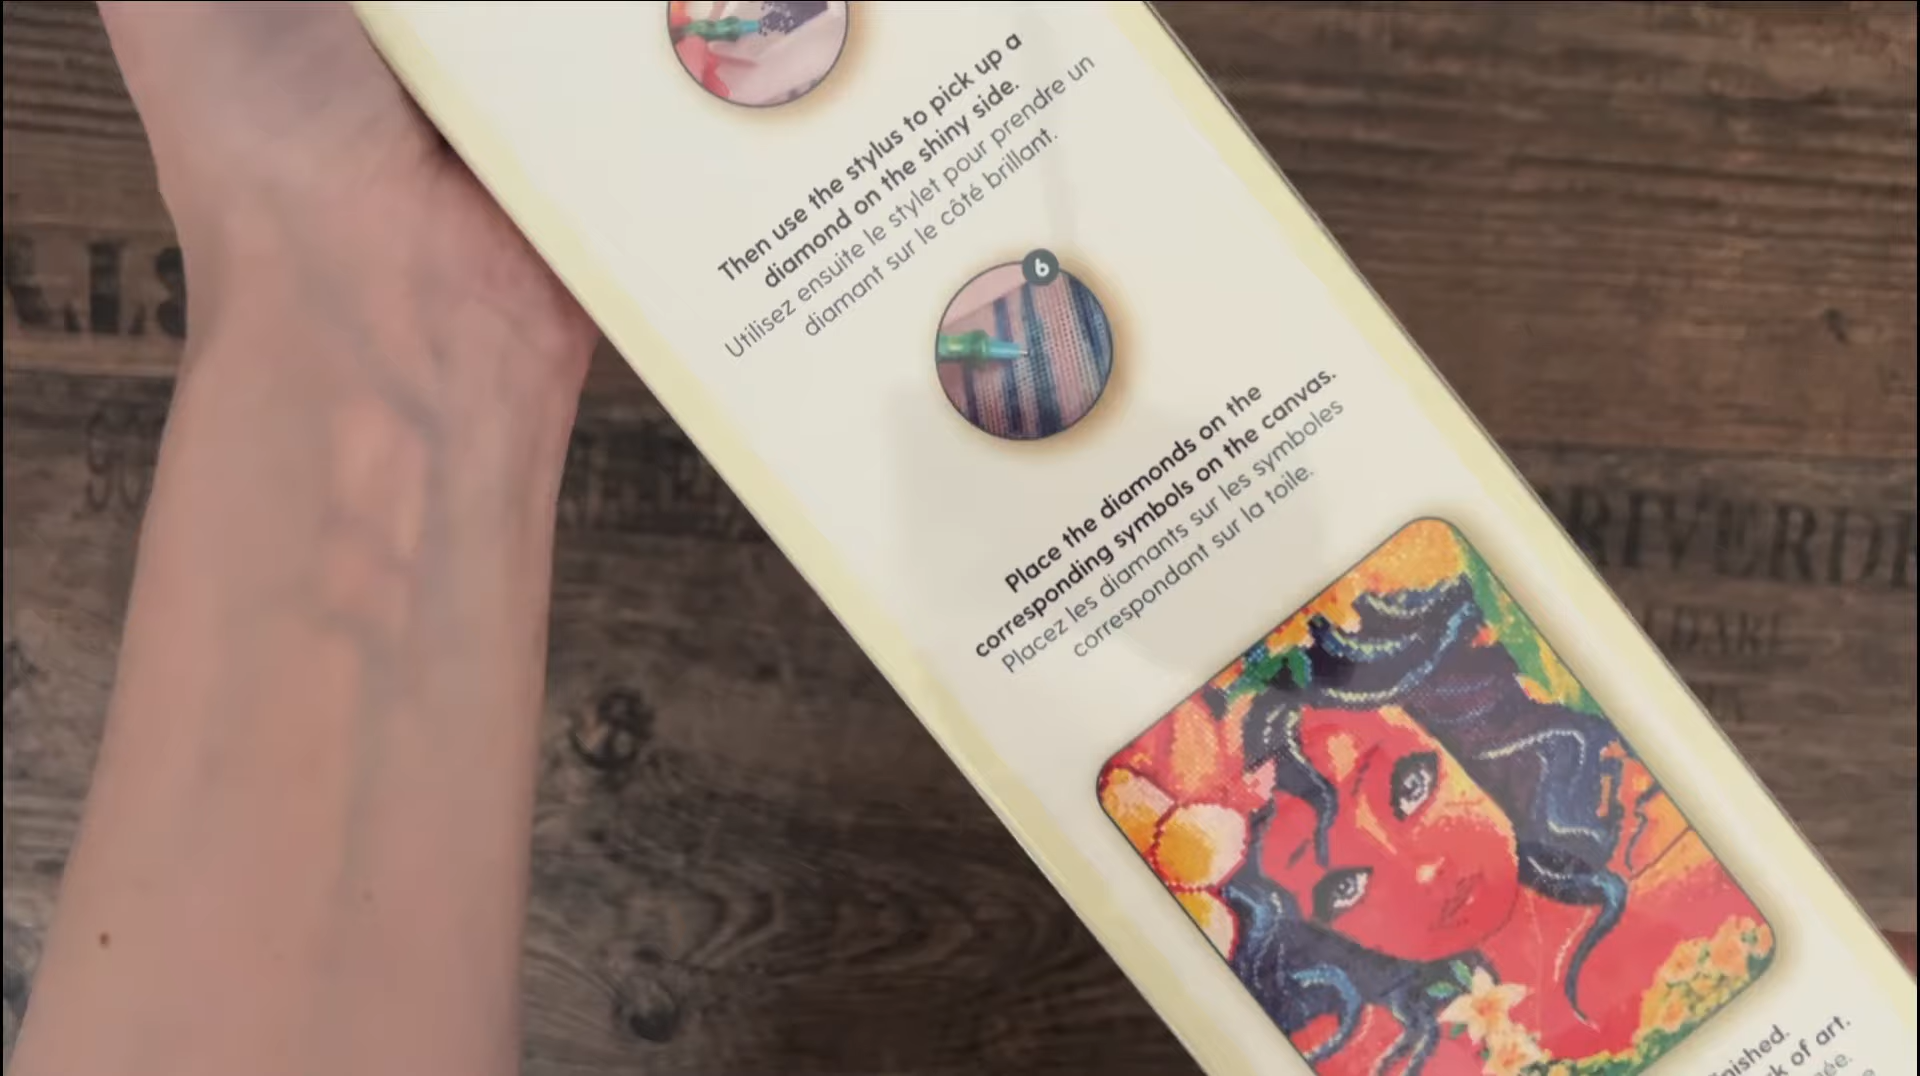 Then use the stylus to pick up a
diamond on the shiny side.
Utilisez ensuite le stylet pour prendre un
diamant sur le côté brillant.
6
Place the diamonds on the
corresponding symbols on the canvas.
Placez les diamants sur les symboles
correspondant sur la toile.
of art.